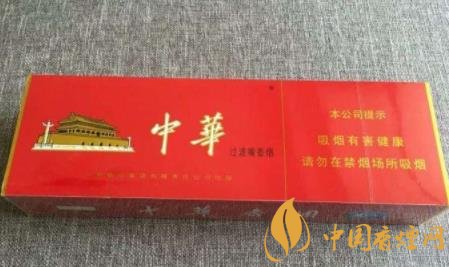 中華
过滤嘴香烟
本公司提示
吸烟有害健康
请勿在禁烟场所吸烟
中国香烟网